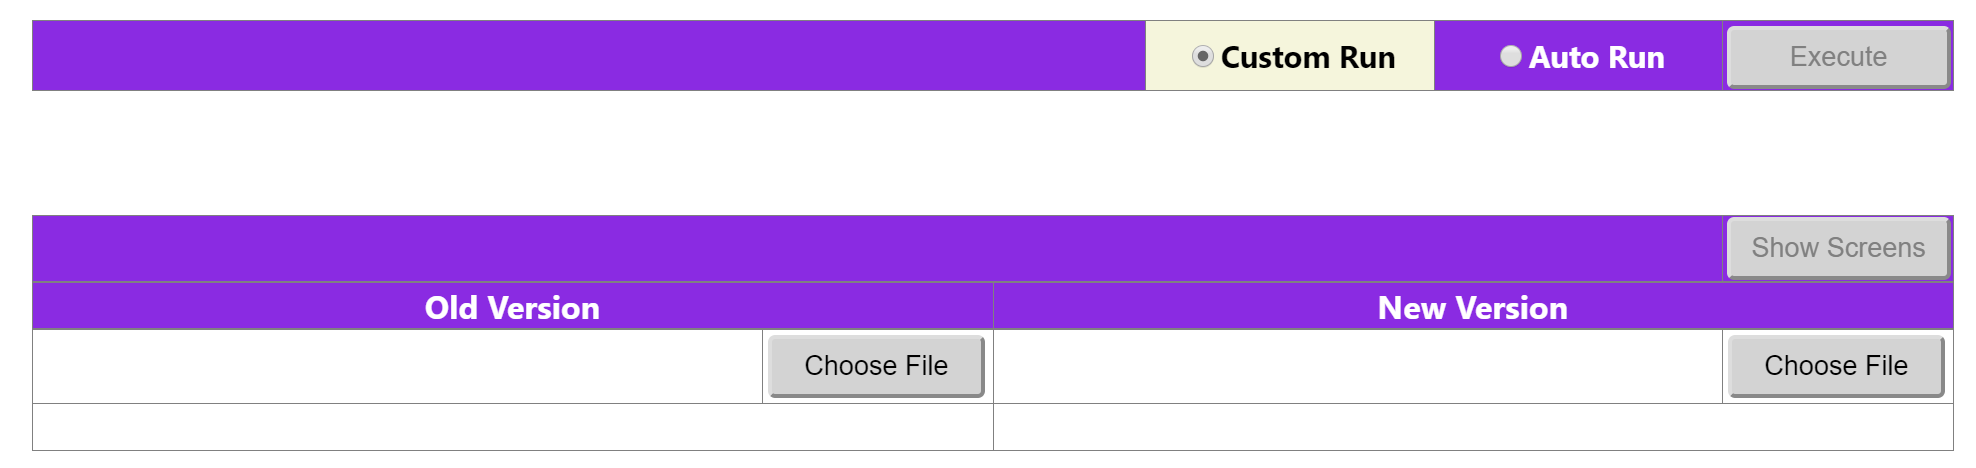 Custom Run Auto Run Execute
Show Screens
Old Version New Version
Choose File Choose File